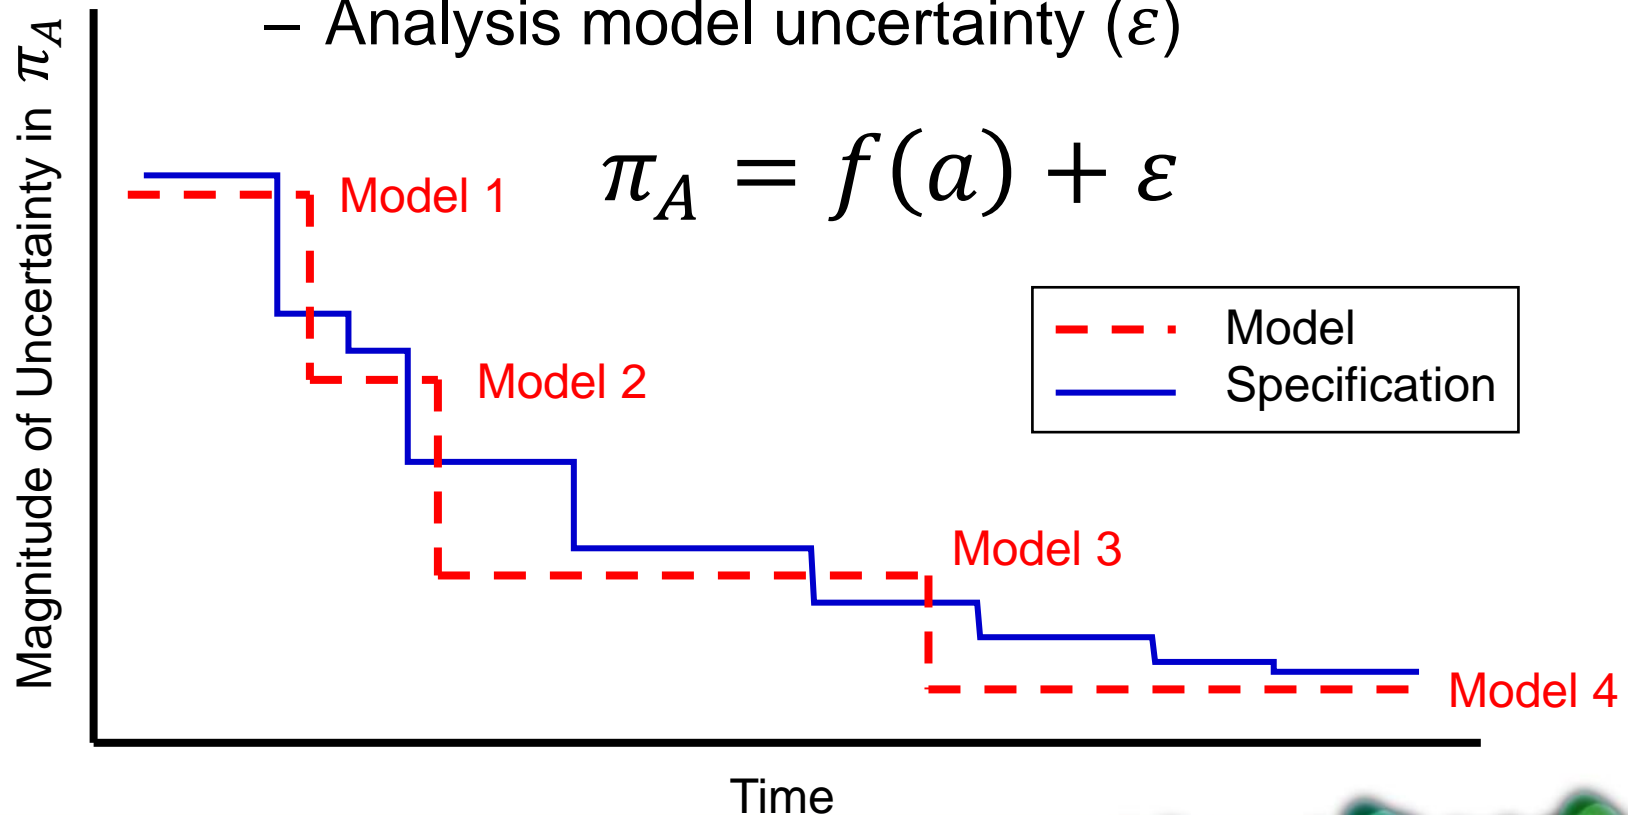 – Analysis model uncertainty (ε)
π_A = f(a) + ε
Magnitude of Uncertainty in π_A
Model 1
Model 2
Model 3
Model 4
Model
Specification
Time